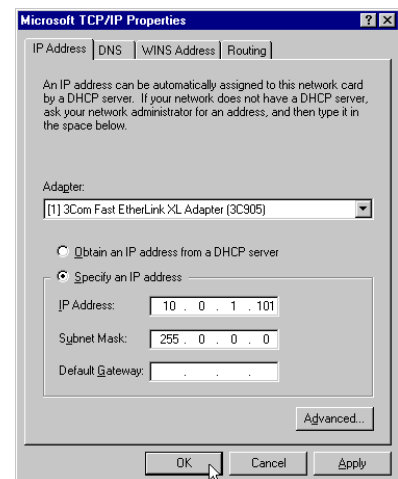 Microsoft TCP/IP Properties
IP Address DNS WINS Address Routing
An IP address can be automatically assigned to this network card
by a DHCP server. If your network does not have a DHCP server,
ask your network administrator for an address, and then type it in
the space below.
Adapter:
[1] 3Com Fast EtherLink XL Adapter (3C905)
Obtain an IP address from a DHCP server
Specify an IP address
IP Address: 10 . 0 . 1 . 101
Subnet Mask: 255 . 0 . 0 . 0
Default Gateway: . . .
Advanced...
OK Cancel Apply